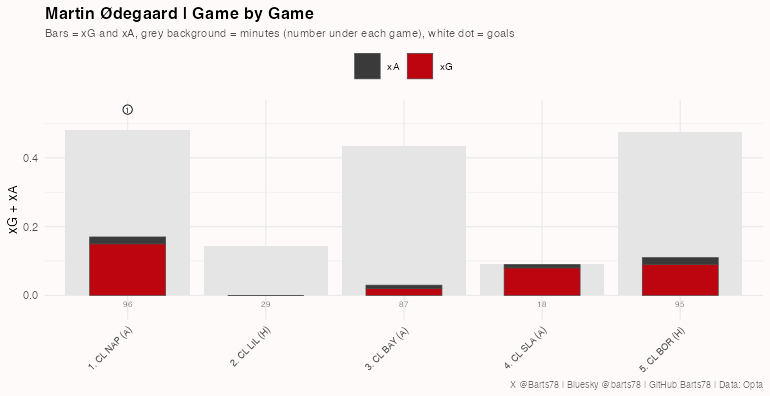 Martin Ødegaard | Game by Game
Bars = xG and xA, grey background = minutes (number under each game), white dot = goals
xA xG
1
xG + xA
0.4
0.2
0.0
96 29 87 18 95
1. CL NAP (A)
2. CL LIL (H)
3. CL BAY (A)
4. CL SLA (A)
5. CL BOR (H)
X @Barts78 | Bluesky @barts78 | GitHub Barts78 | Data: Opta